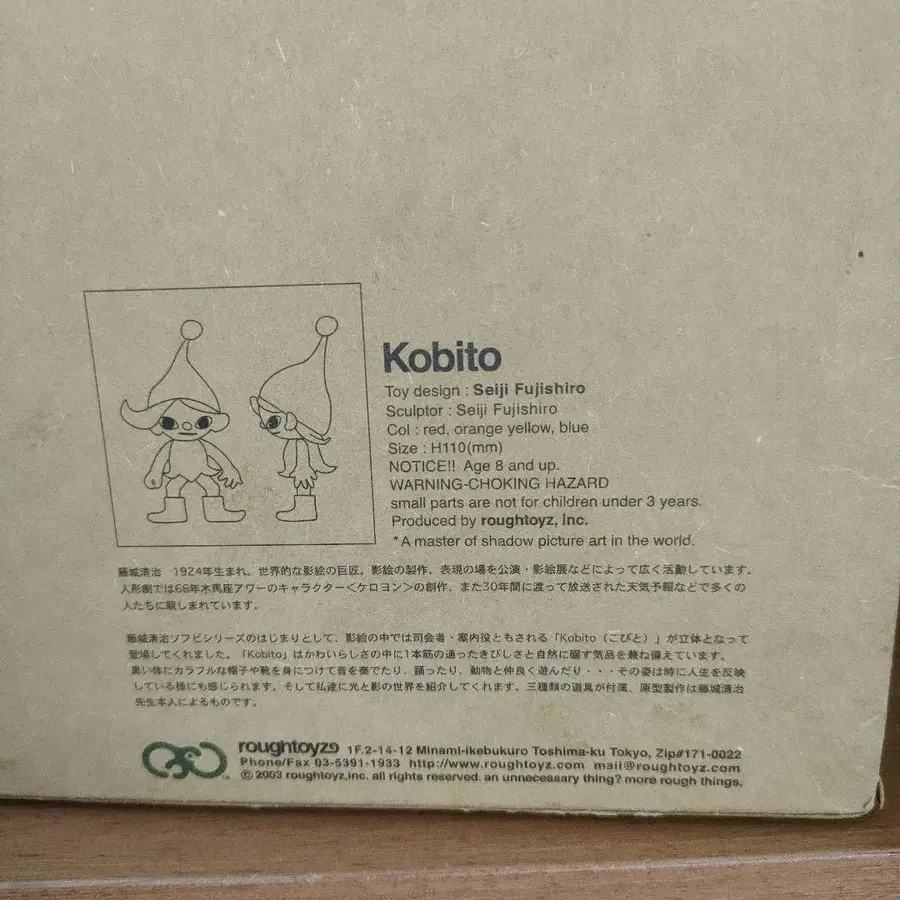 Kobito
Toy design : Seiji Fujishiro
Sculptor : Seiji Fujishiro
Col : red, orange yellow, blue
Size : H110(mm)
NOTICE!! Age 8 and up.
WARNING-CHOKING HAZARD
small parts are not for children under 3 years.
Produced by roughtoyz, inc.
*A master of shadow picture art in the world.
藤城清治 1924年生まれ。世界的な影絵の巨匠。影絵の製作、表現の場を公演・影絵展などによって広く活動しています。
人形劇では66年木馬座アワーのキャラクター<ケロヨン>の創作、また30年間に渡って放送された天気予報などで多くの
人たちに親しまれています。
藤城清治ソフビシリーズのはじまりとして、影絵の中では司会者・案内役ともされる「Kobito（こびと）」が立体となって
登場してくれました。「Kobito」はかわいらしさの中に1本筋の通ったきびしさと自然に醸す気品を兼ね備えています。
黒い体にカラフルな帽子や靴を身につけて音を奏でたり、踊ったり、動物と仲良く遊んだり・・・その姿は時に人生を反映
している様にも感じられます。そして私達に光と影の世界を紹介してくれます。三種類の道具が付属、原型製作は藤城清治
先生本人によるものです。
roughtoyz 1F.2-14-12 Minami-ikebukuro Toshima-ku Tokyo, Zip#171-0022
Phone/Fax 03-5391-1933 http://www.roughtoyz.com mail@roughtoyz.com
© 2003 roughtoyz,inc. all rights reserved. an unnecessary thing? more rough things.